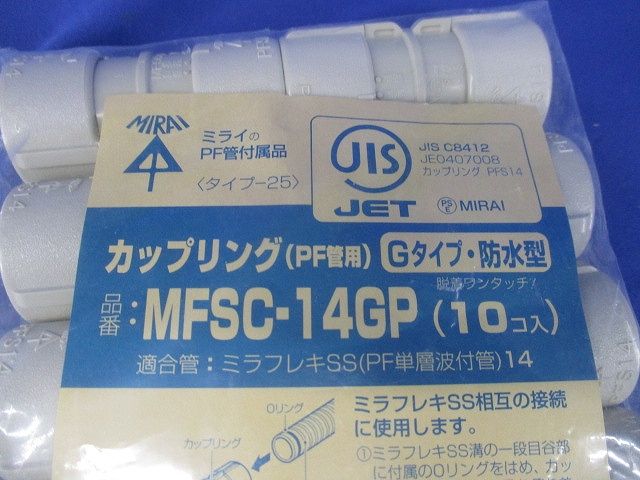 MIRAI
ミライの
PF管付属品
〈タイプ-25〉
JIS
JET
JIS C8412
JE0407008
カップリング PFS14
PS
E
MIRAI
カップリング(PF管用)
Gタイプ・防水型
脱着ワンタッチ!
品番:
MFSC-14GP (10コ入)
適合管:ミラフレキSS(PF単層波付管)14
Oリング
カップリング
ミラフレキSS相互の接続
に使用します。
①ミラフレキSS溝の一段目谷部
に付属のOリングをはめ、カッ